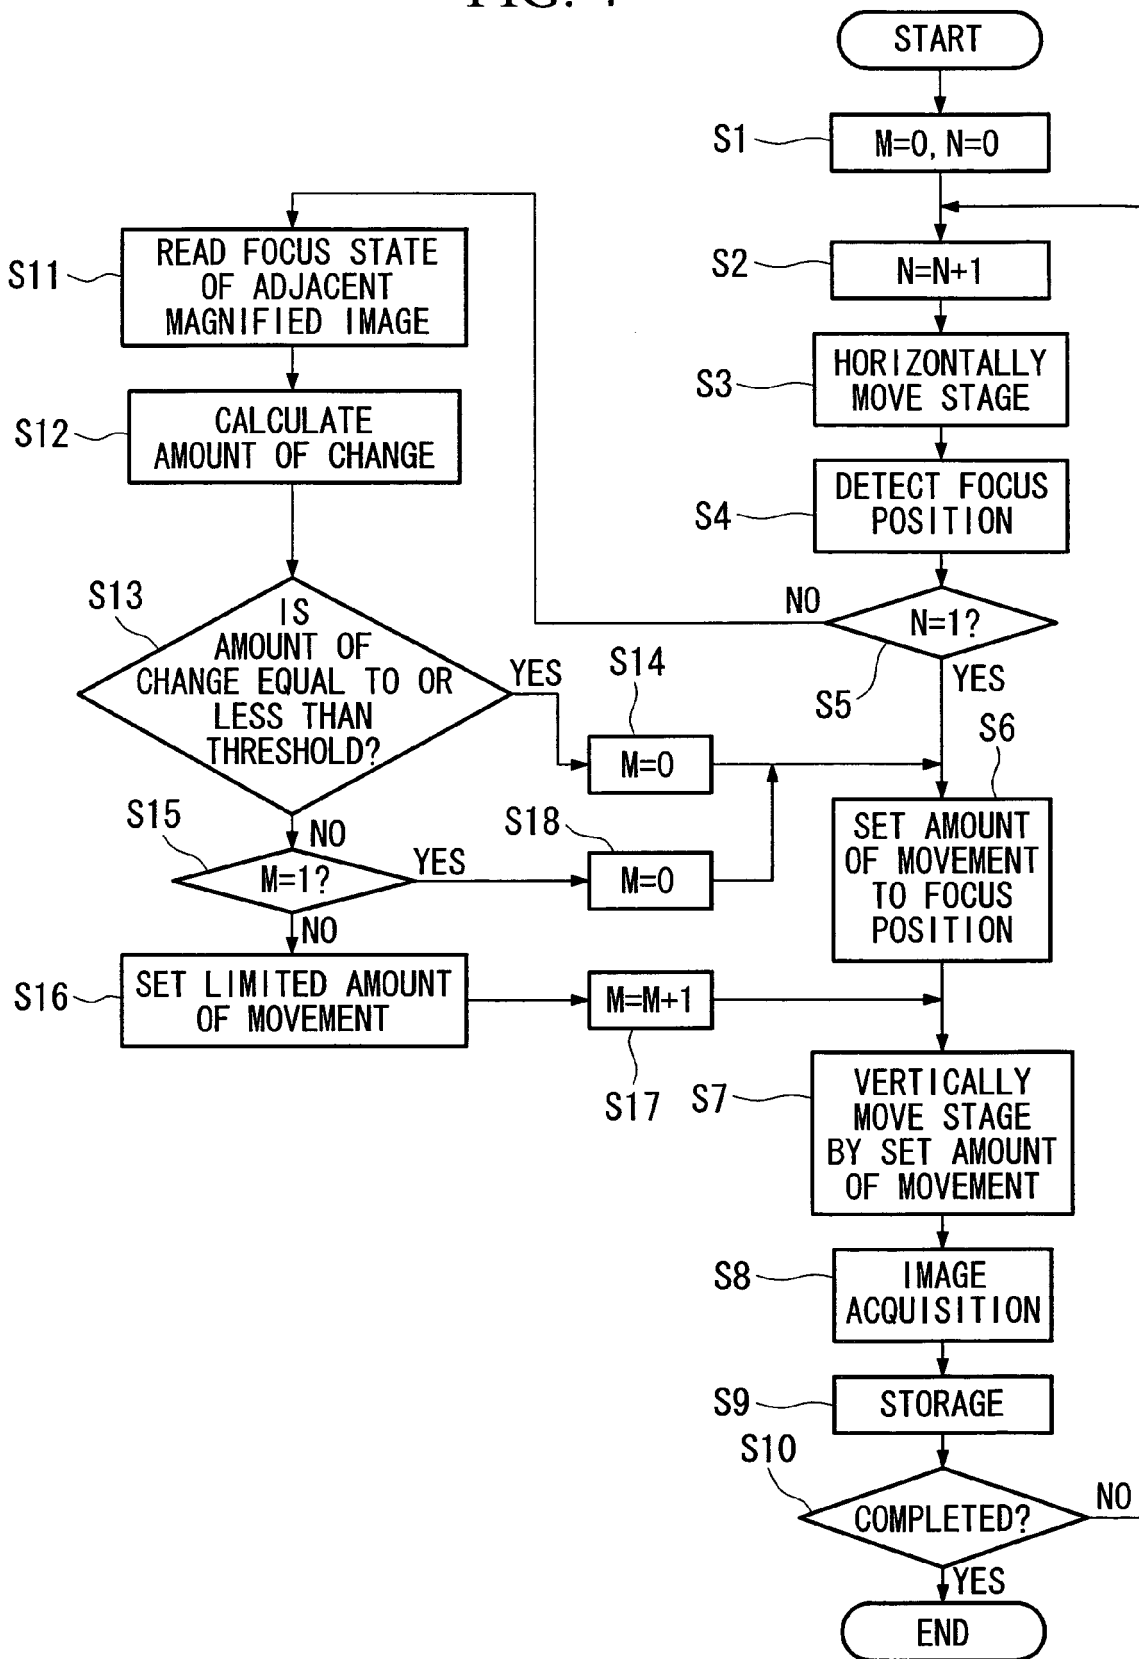 FIG. 4
START
S1
M=0, N=0
S2
N=N+1
S3
HORIZONTALLY
MOVE STAGE
S4
DETECT FOCUS
POSITION
NO
N=1?
S5
YES
S11
READ FOCUS STATE
OF ADJACENT
MAGNIFIED IMAGE
S12
CALCULATE
AMOUNT OF CHANGE
S13
IS
AMOUNT OF
CHANGE EQUAL TO OR
LESS THAN
THRESHOLD?
YES
S14
M=0
NO
S15
M=1?
YES
S18
M=0
NO
S16
SET LIMITED AMOUNT
OF MOVEMENT
M=M+1
S17
S6
SET AMOUNT
OF MOVEMENT
TO FOCUS
POSITION
S7
VERTICALLY
MOVE STAGE
BY SET AMOUNT
OF MOVEMENT
S8
IMAGE
ACQUISITION
S9
STORAGE
S10
COMPLETED?
NO
YES
END